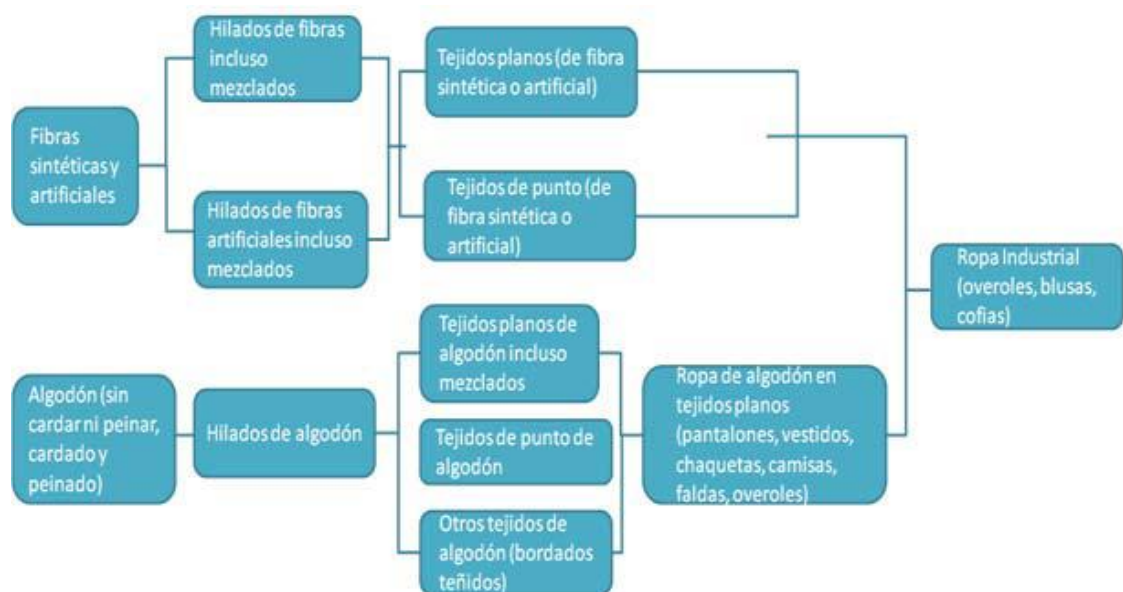 Hilados de fibras
incluso
mezclados
Tejidos planos (de fibra
sintética o artificial)
Fibras
sintéticas y
artificiales
Tejidos de punto (de
fibra sintética o
artificial)
Hilados de fibras
artificiales incluso
mezclados
Ropa Industrial
(overoles, blusas,
cofias)
Tejidos planos de
algodón incluso
mezclados
Algodón (sin
cardar ni peinar,
cardado y
peinado)
Hilados de algodón
Tejidos de punto de
algodón
Ropa de algodón en
tejidos planos
(pantalones, vestidos,
chaquetas, camisas,
faldas, overoles)
Otros tejidos de
algodón (bordados
teñidos)